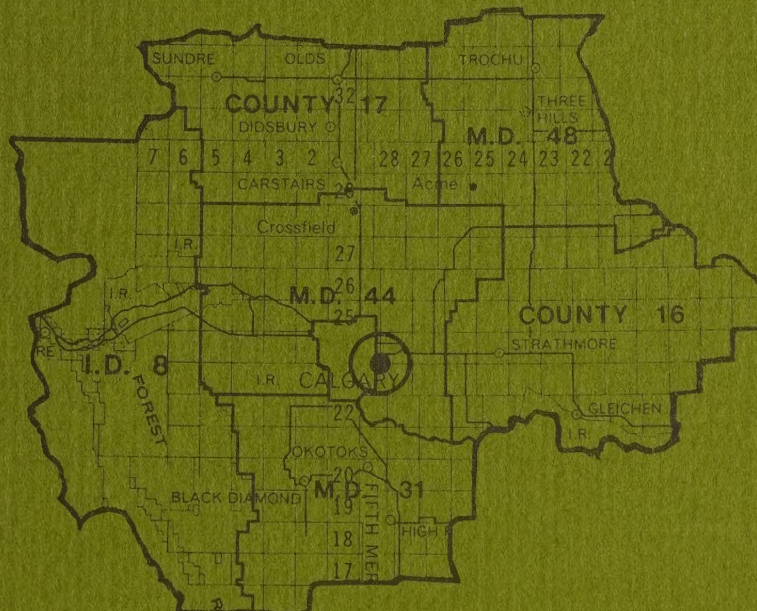 SUNDRE OLDS TROCHU
32
COUNTY 17
THREE
HILLS
DIDSBURY
M.D. 48
7 6 5 4 3 2 28 27 26 25 24 23 22 2
CARSTAIRS Acme
Crossfield
I.R.
27
I.R.
26
M.D. 44
25
COUNTY 16
STRATHMORE
I.D. 8
FOREST
I.R.
CALGARY
22
GLEICHEN
I.R.
OKOTOKS
20
BLACK DIAMOND
M.D. 31
19
FIFTH MER
18
HIGH
17